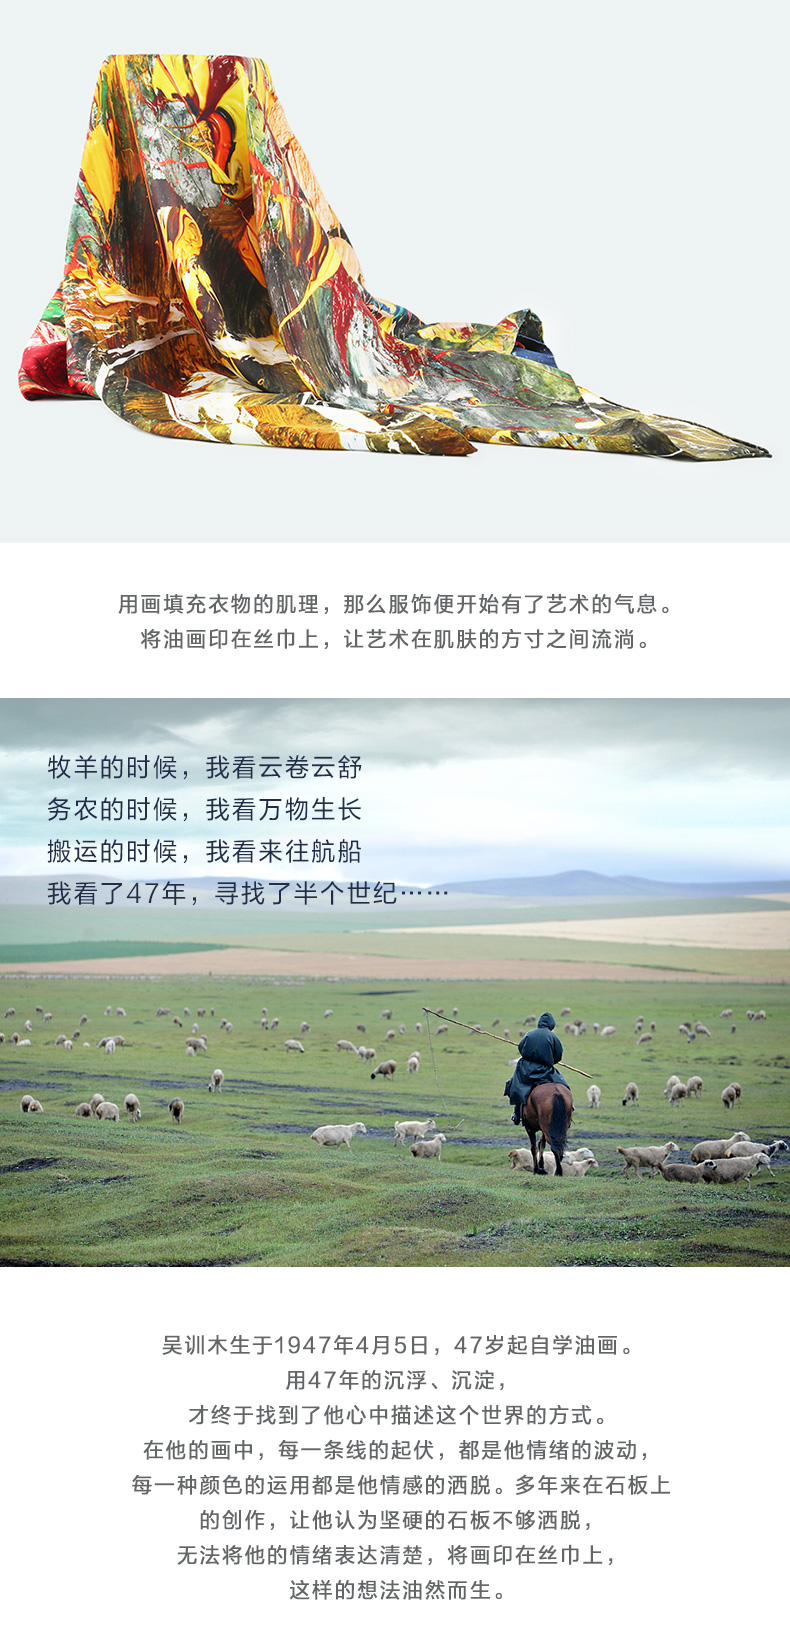 用画填充衣物的肌理，那么服饰便开始有了艺术的气息。
将油画印在丝巾上，让艺术在肌肤的方寸之间流淌。
牧羊的时候，我看云卷云舒
务农的时候，我看万物生长
搬运的时候，我看来往航船
我看了47年，寻找了半个世纪……
吴训木生于1947年4月5日，47岁起自学油画。
用47年的沉浮、沉淀，
才终于找到了他心中描述这个世界的方式。
在他的画中，每一条线的起伏，都是他情绪的波动，
每一种颜色的运用都是他情感的洒脱。多年来在石板上
的创作，让他认为坚硬的石板不够洒脱，
无法将他的情绪表达清楚，将画印在丝巾上，
这样的想法油然而生。